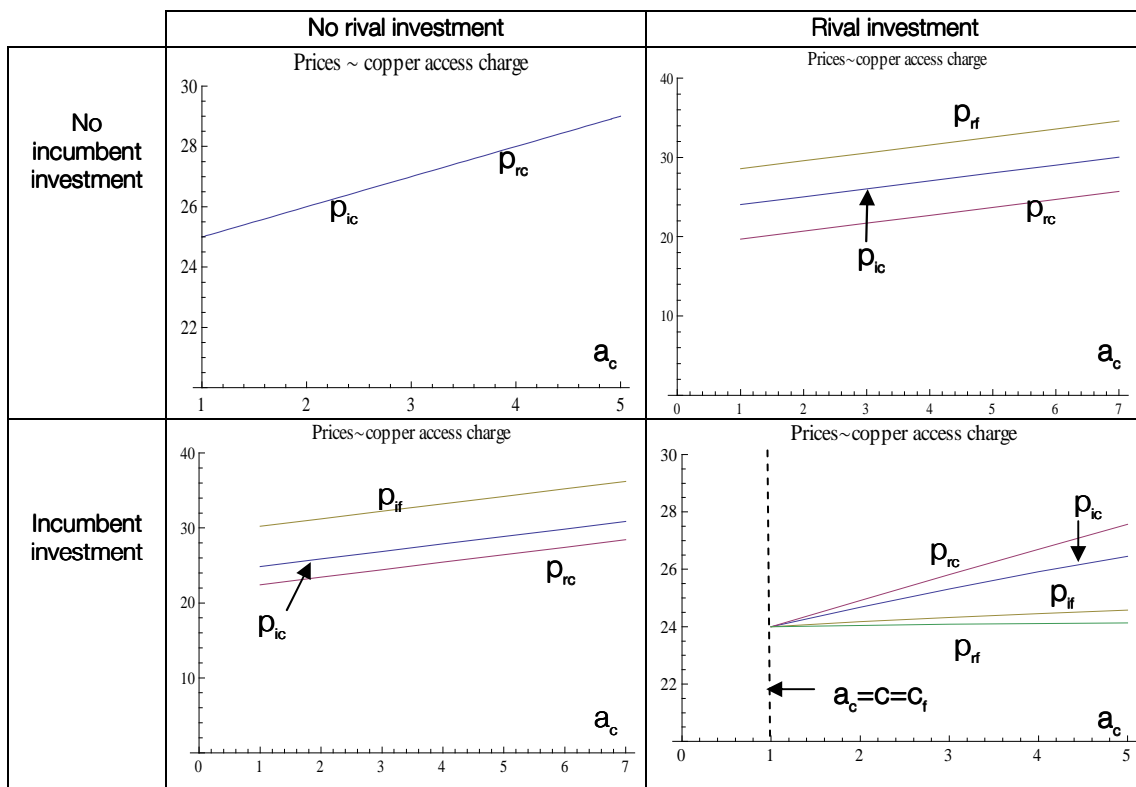 No rival investment
Rival investment
No
incumbent
investment
Prices ~ copper access charge
30
28
26
24
22
p_rc
p_ic
a_c
1 2 3 4 5
Prices~copper access charge
40
30
20
10
p_rf
p_ic
p_rc
a_c
0 1 2 3 4 5 6 7
Incumbent
investment
Prices~copper access charge
40
30
20
10
p_if
p_ic
p_rc
a_c
0 1 2 3 4 5 6 7
Prices~copper access charge
30
28
26
24
22
p_ic
p_rc
p_if
p_rf
a_c=c=c_f
a_c
0 1 2 3 4 5